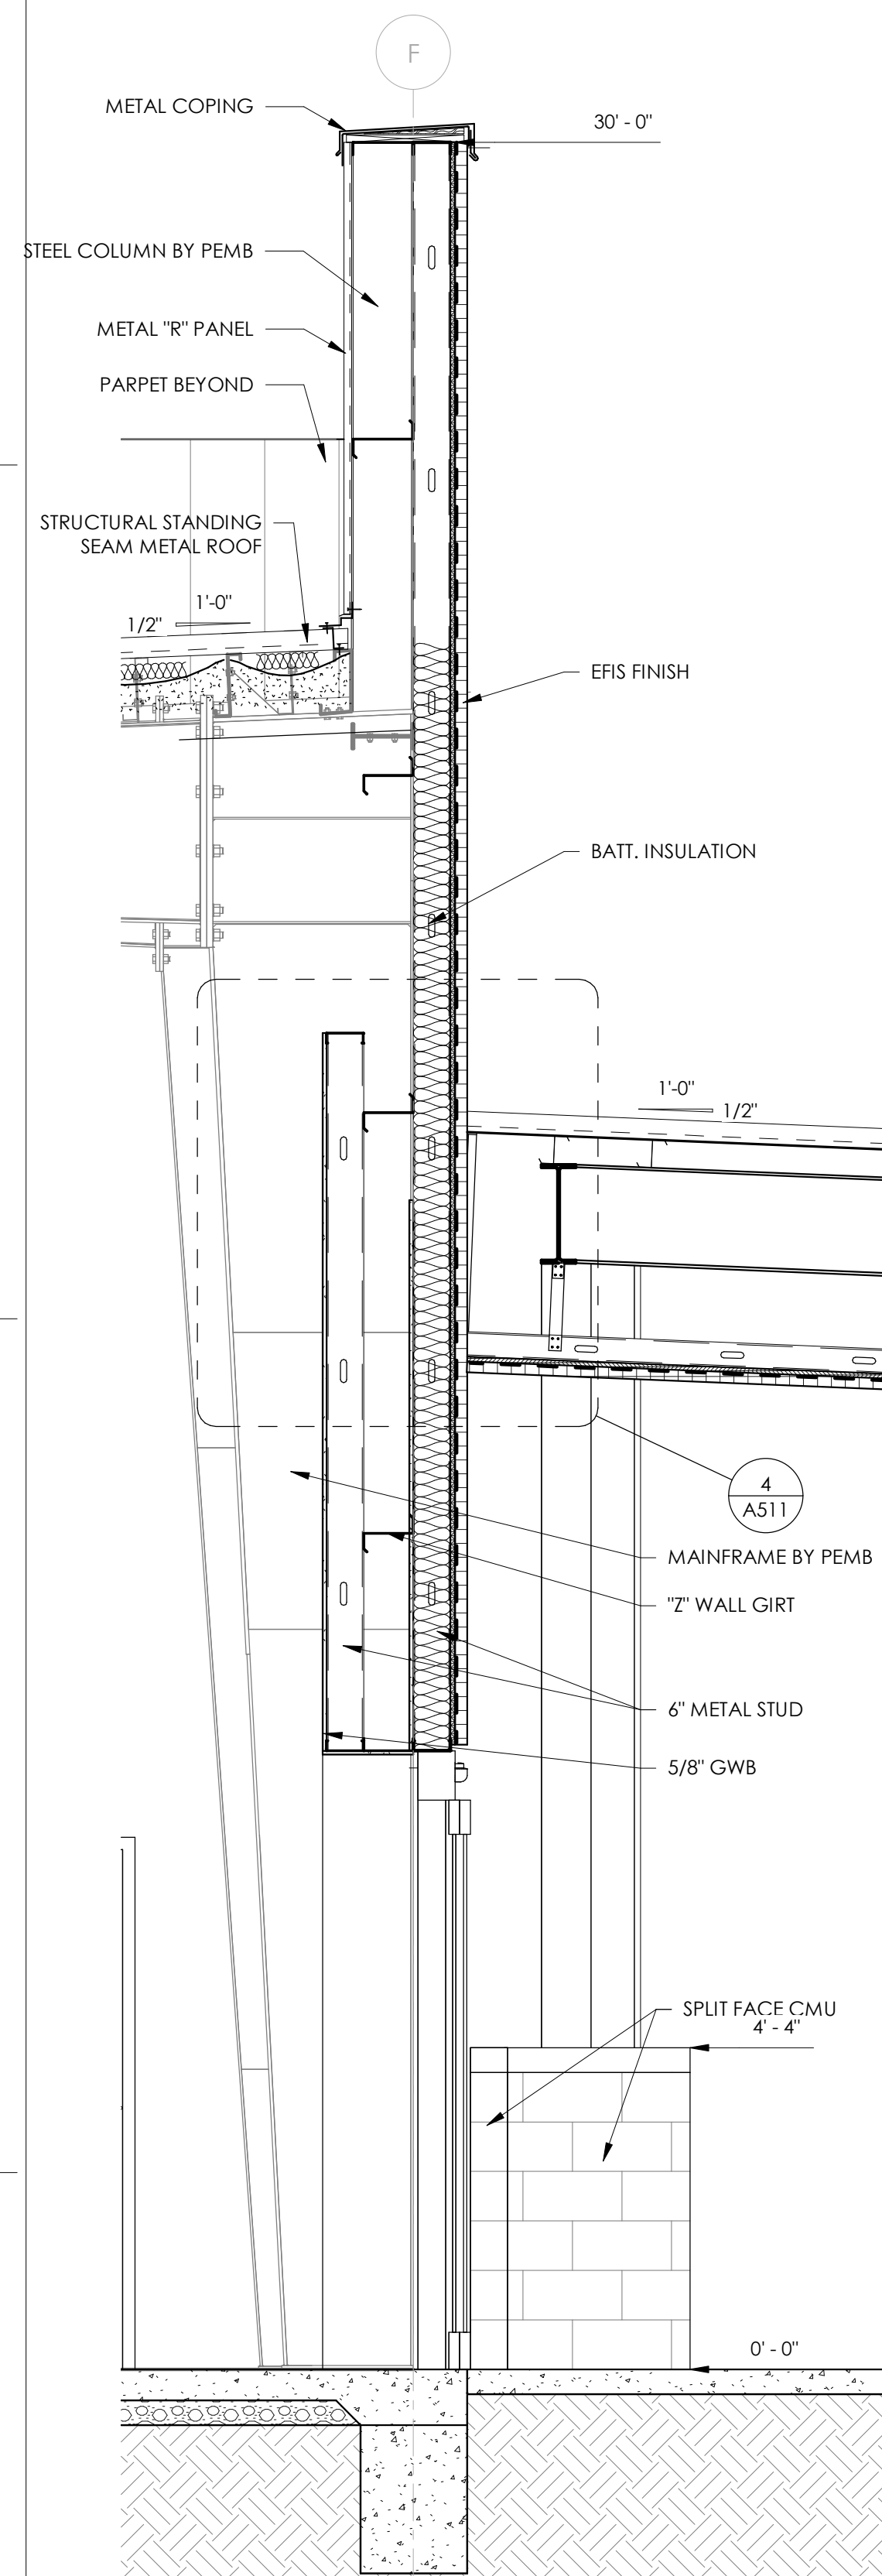 F
METAL COPING
30' - 0"
STEEL COLUMN BY PEMB
METAL "R" PANEL
PARPET BEYOND
STRUCTURAL STANDING
SEAM METAL ROOF
1'-0"
1/2"
EFIS FINISH
BATT. INSULATION
1'-0"
1/2"
4
A511
MAINFRAME BY PEMB
"Z" WALL GIRT
6" METAL STUD
5/8" GWB
SPLIT FACE CMU
4' - 4"
0' - 0"